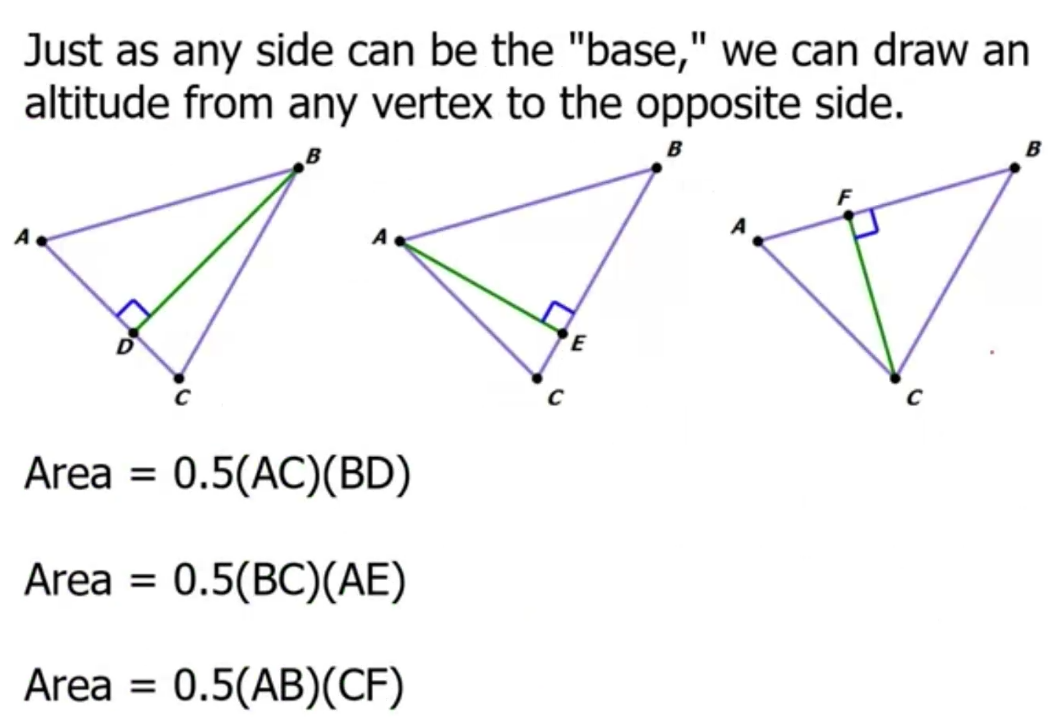 Just as any side can be the "base," we can draw an
altitude from any vertex to the opposite side.
B
A
D
C
B
A
E
C
B
F
A
C
Area = 0.5(AC)(BD)
Area = 0.5(BC)(AE)
Area = 0.5(AB)(CF)